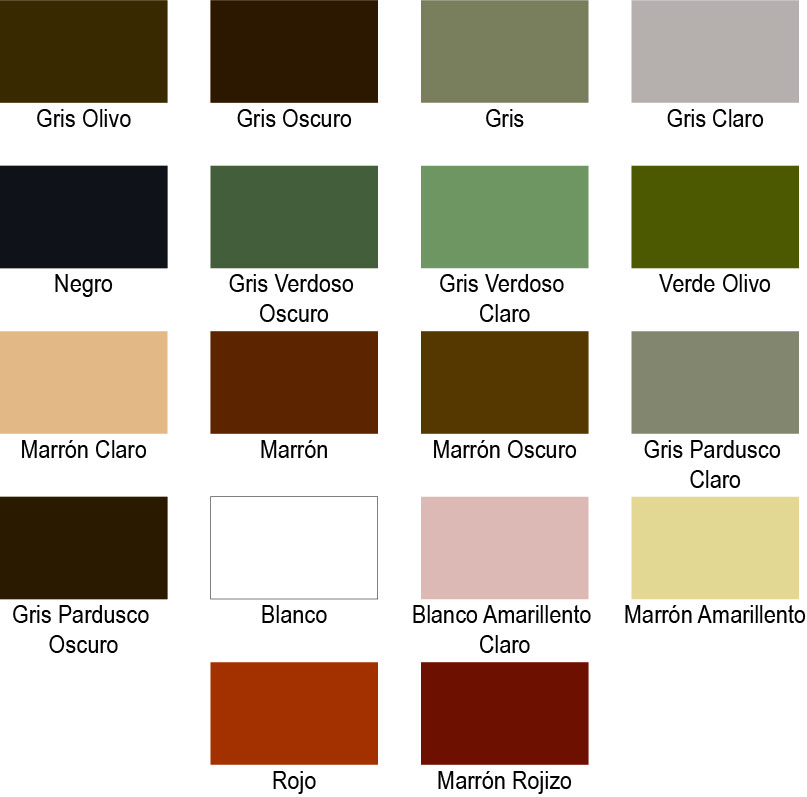 Gris Olivo
Gris Oscuro
Gris
Gris Claro
Negro
Gris Verdoso
Oscuro
Gris Verdoso
Claro
Verde Olivo
Marrón Claro
Marrón
Marrón Oscuro
Gris Pardusco
Claro
Gris Pardusco
Oscuro
Blanco
Blanco Amarillento
Claro
Marrón Amarillento
Rojo
Marrón Rojizo